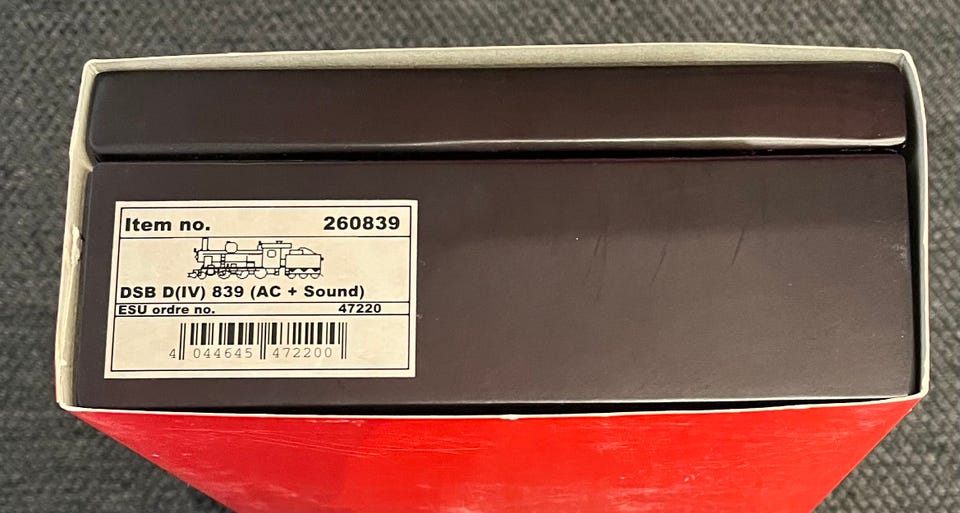 Item no. 260839
DSB D(IV) 839 (AC + Sound)
ESU ordre no. 47220
4 044645 472200